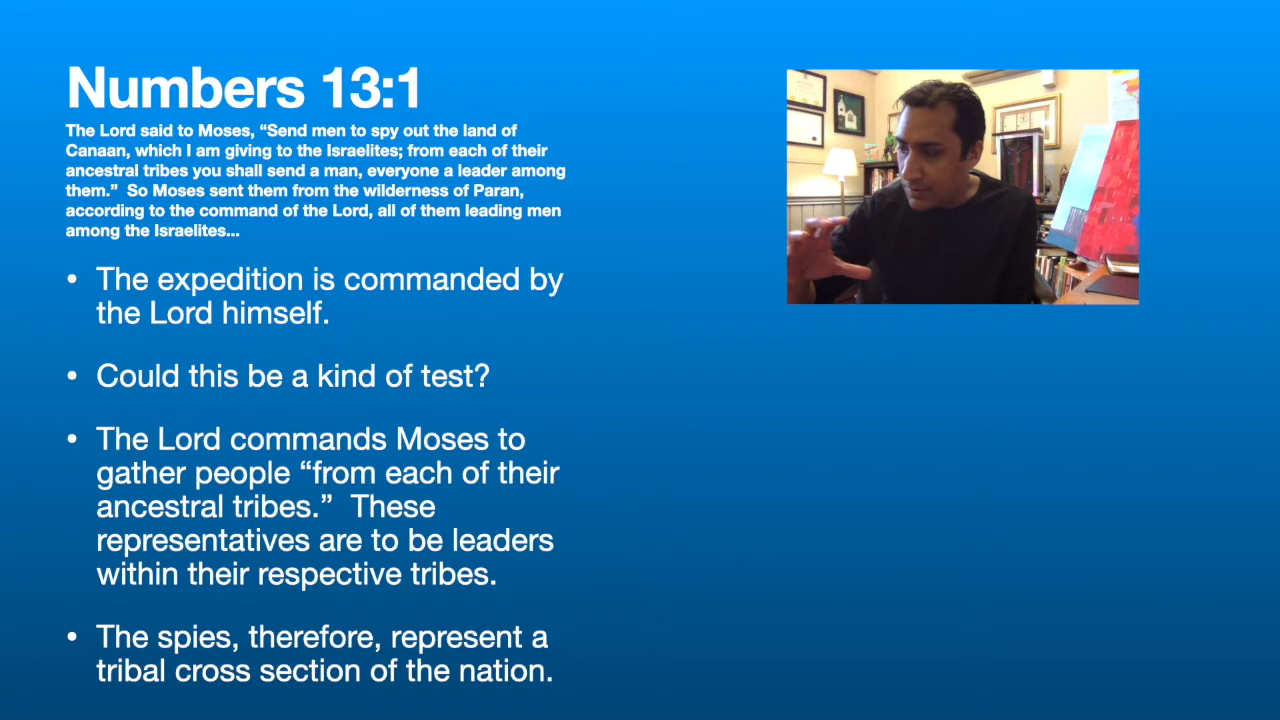 Numbers 13:1
The Lord said to Moses, “Send men to spy out the land of
Canaan, which I am giving to the Israelites; from each of their
ancestral tribes you shall send a man, everyone a leader among
them.”  So Moses sent them from the wilderness of Paran,
according to the command of the Lord, all of them leading men
among the Israelites...
• The expedition is commanded by
the Lord himself.
• Could this be a kind of test?
• The Lord commands Moses to
gather people “from each of their
ancestral tribes.”  These
representatives are to be leaders
within their respective tribes.
• The spies, therefore, represent a
tribal cross section of the nation.